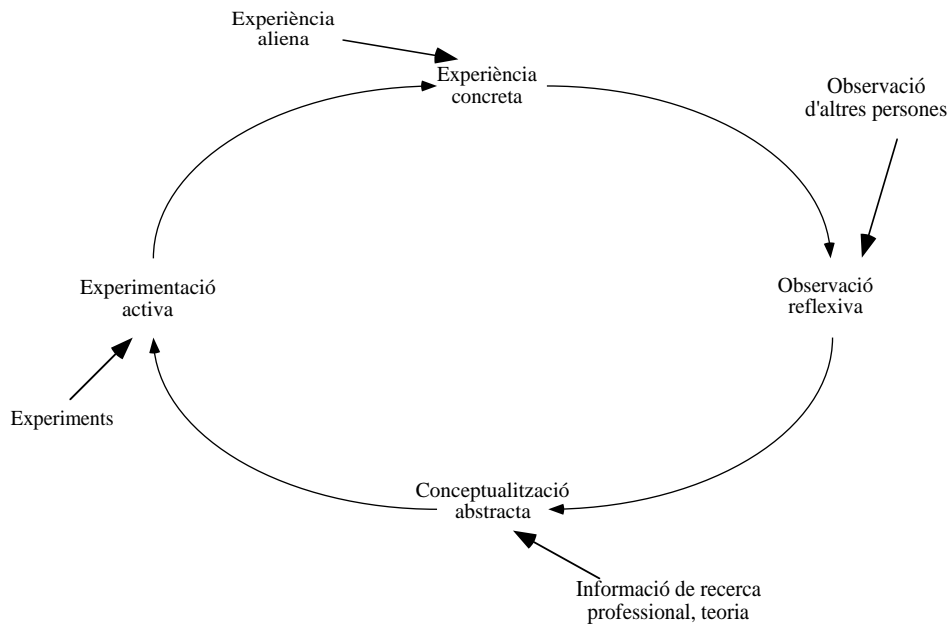 Experiència
aliena
Experiència
concreta
Observació
d'altres persones
Experimentació
activa
Observació
reflexiva
Experiments
Conceptualització
abstracta
Informació de recerca
professional, teoria